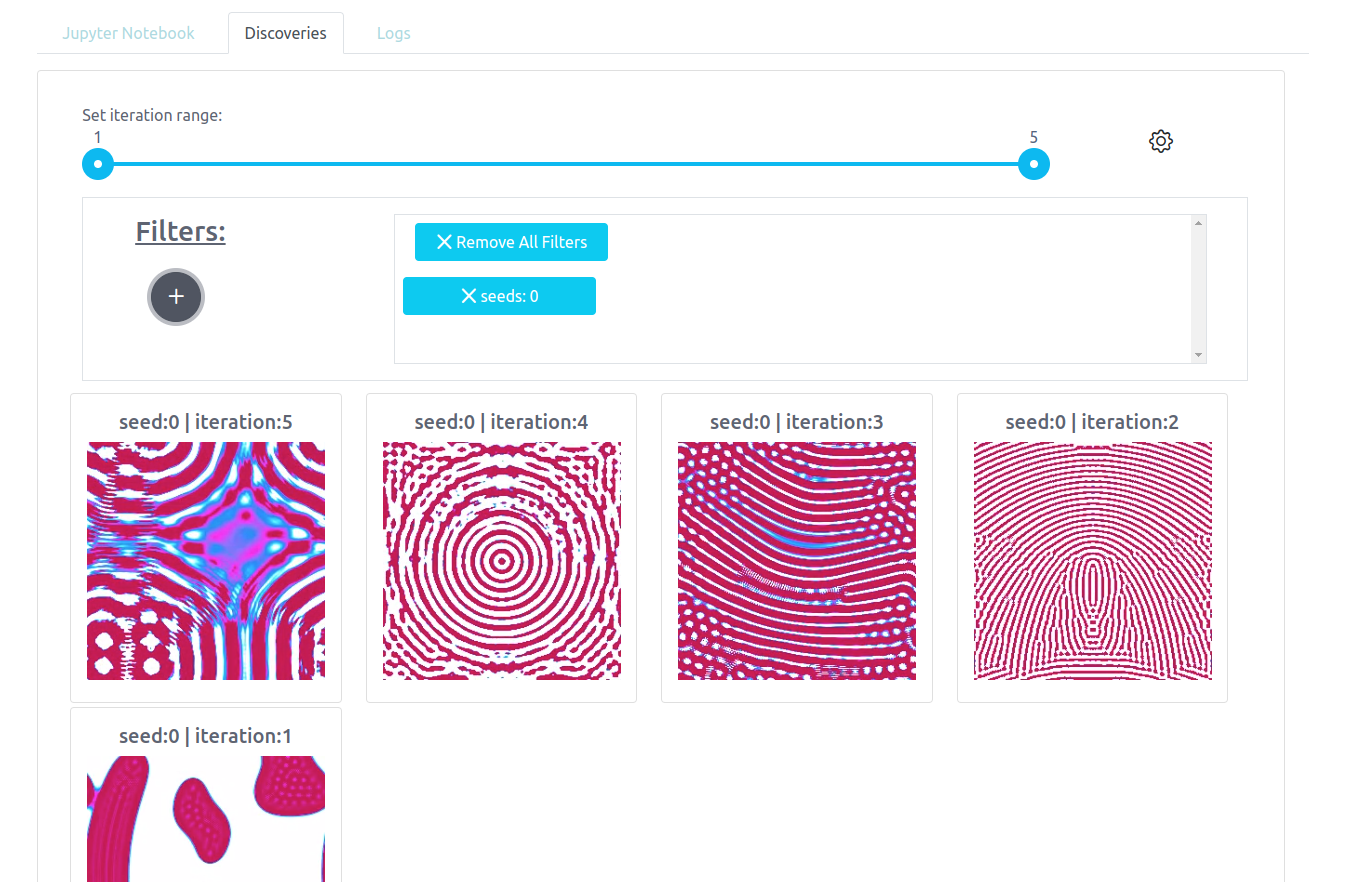 Jupyter Notebook Discoveries Logs
Set iteration range:
1 5
Filters:
Remove All Filters
+
seeds: 0
seed:0 | iteration:5 seed:0 | iteration:4 seed:0 | iteration:3 seed:0 | iteration:2
seed:0 | iteration:1